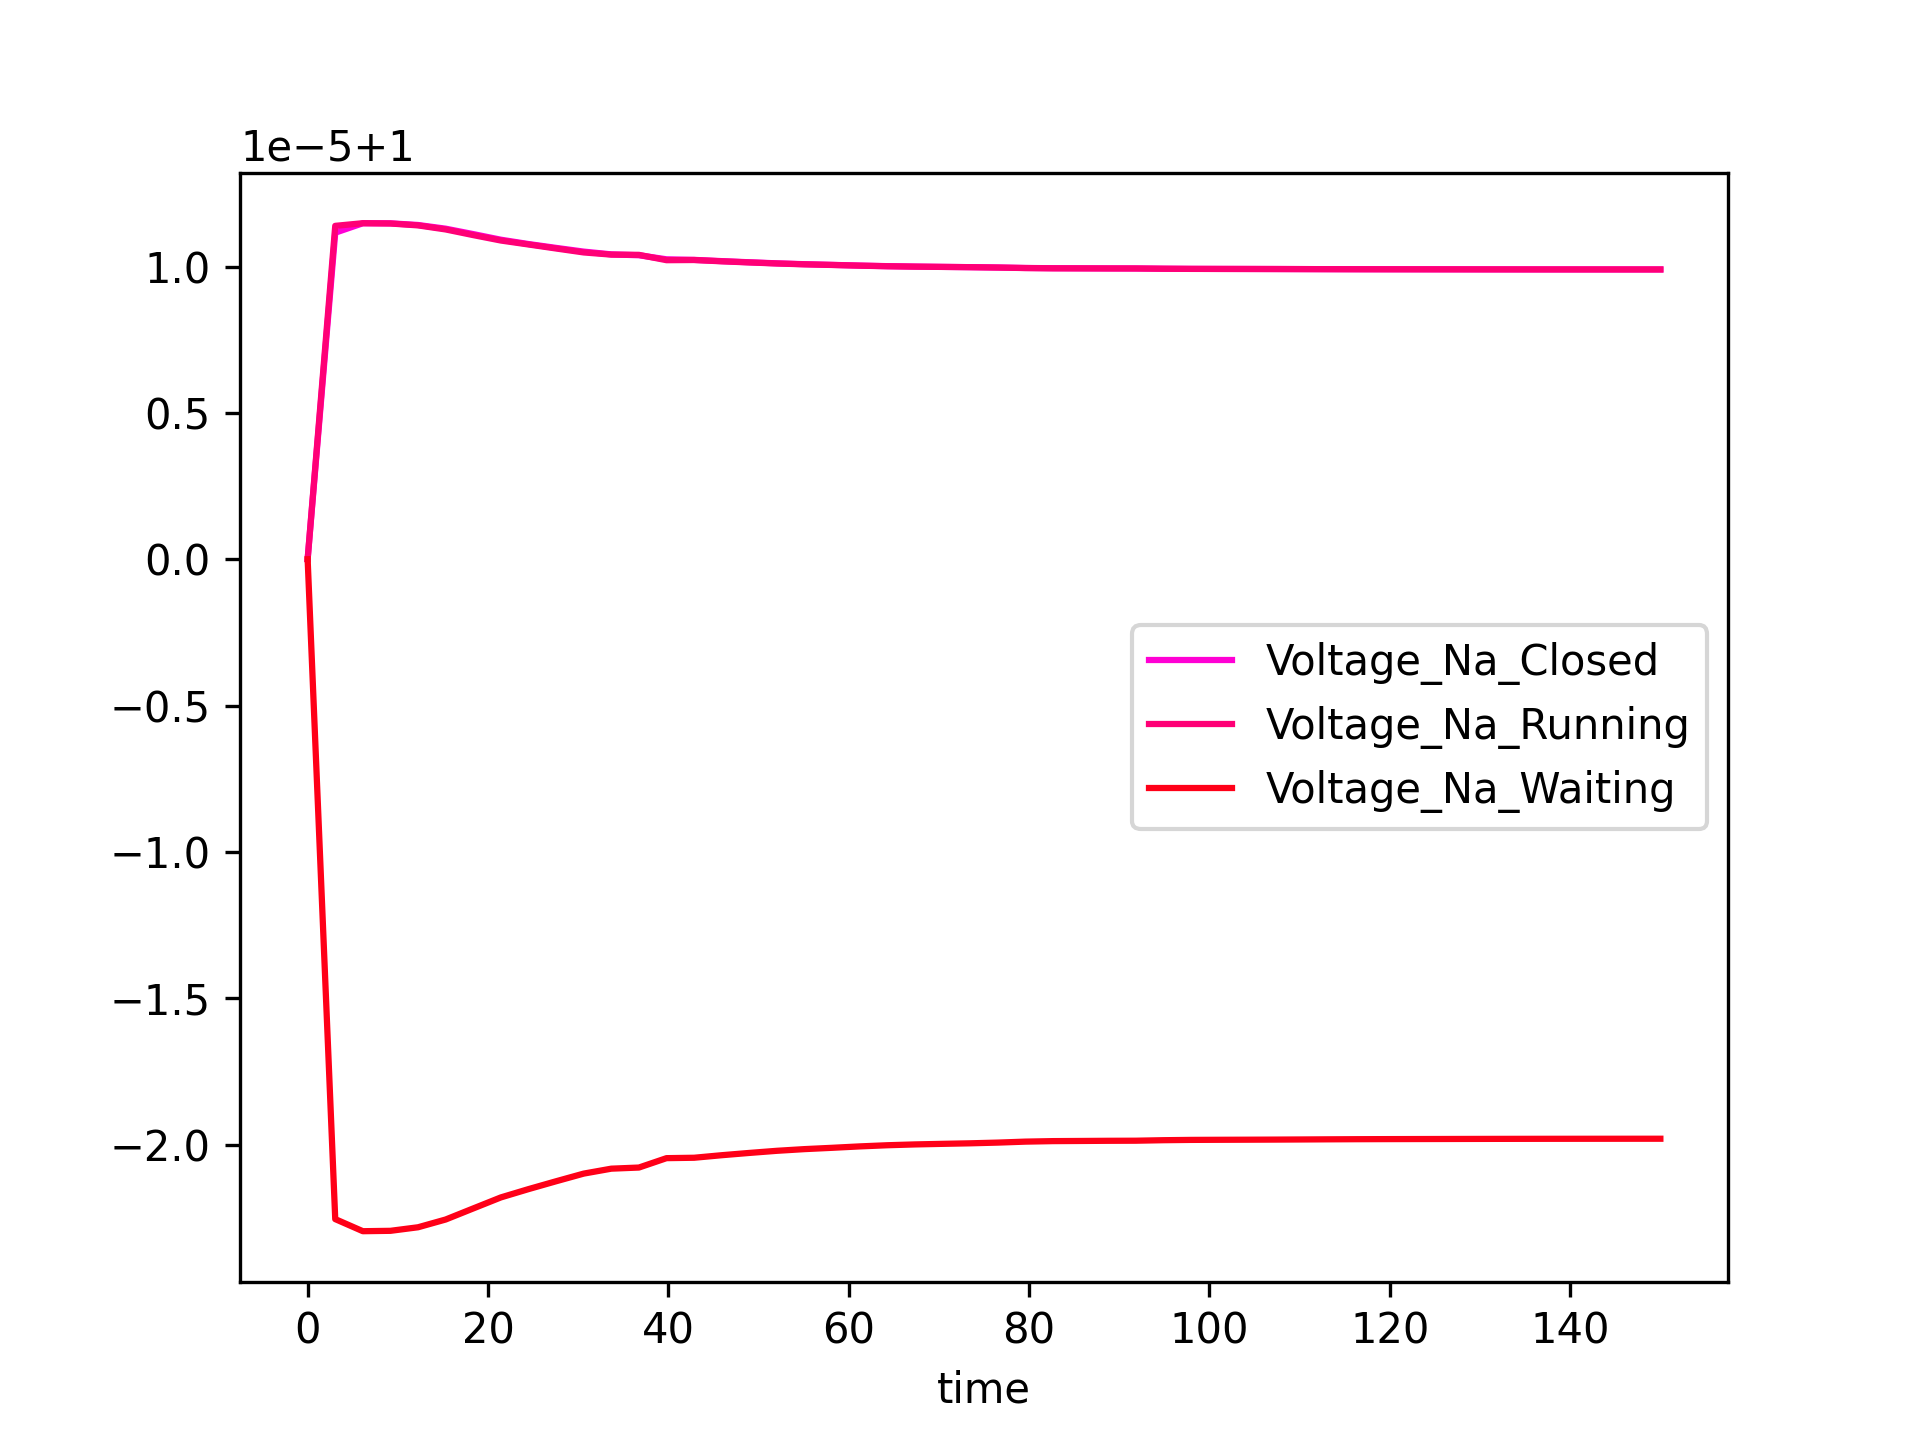 1e−5+1
1.0
0.5
0.0
−0.5
−1.0
−1.5
−2.0
Voltage_Na_Closed
Voltage_Na_Running
Voltage_Na_Waiting
0 20 40 60 80 100 120 140
time